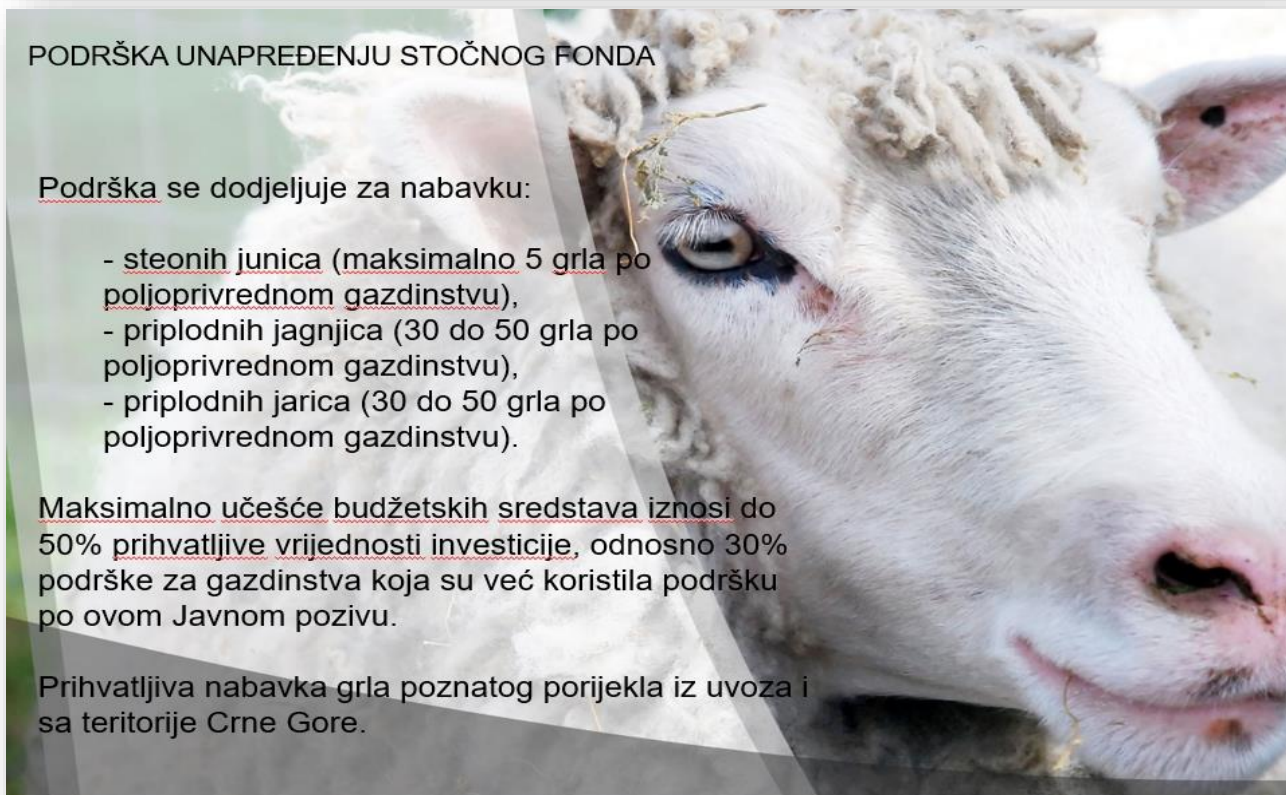 PODRŠKA UNAPREĐENJU STOČNOG FONDA
Podrška se dodjeljuje za nabavku:
- steonih junica (maksimalno 5 grla po
poljoprivrednom gazdinstvu),
- priplodnih jagnjica (30 do 50 grla po
poljoprivrednom gazdinstvu),
- priplodnih jarica (30 do 50 grla po
poljoprivrednom gazdinstvu).
Maksimalno učešće budžetskih sredstava iznosi do
50% prihvatljive vrijednosti investicije, odnosno 30%
podrške za gazdinstva koja su već koristila podršku
po ovom Javnom pozivu.
Prihvatljiva nabavka grla poznatog porijekla iz uvoza i
sa teritorije Crne Gore.